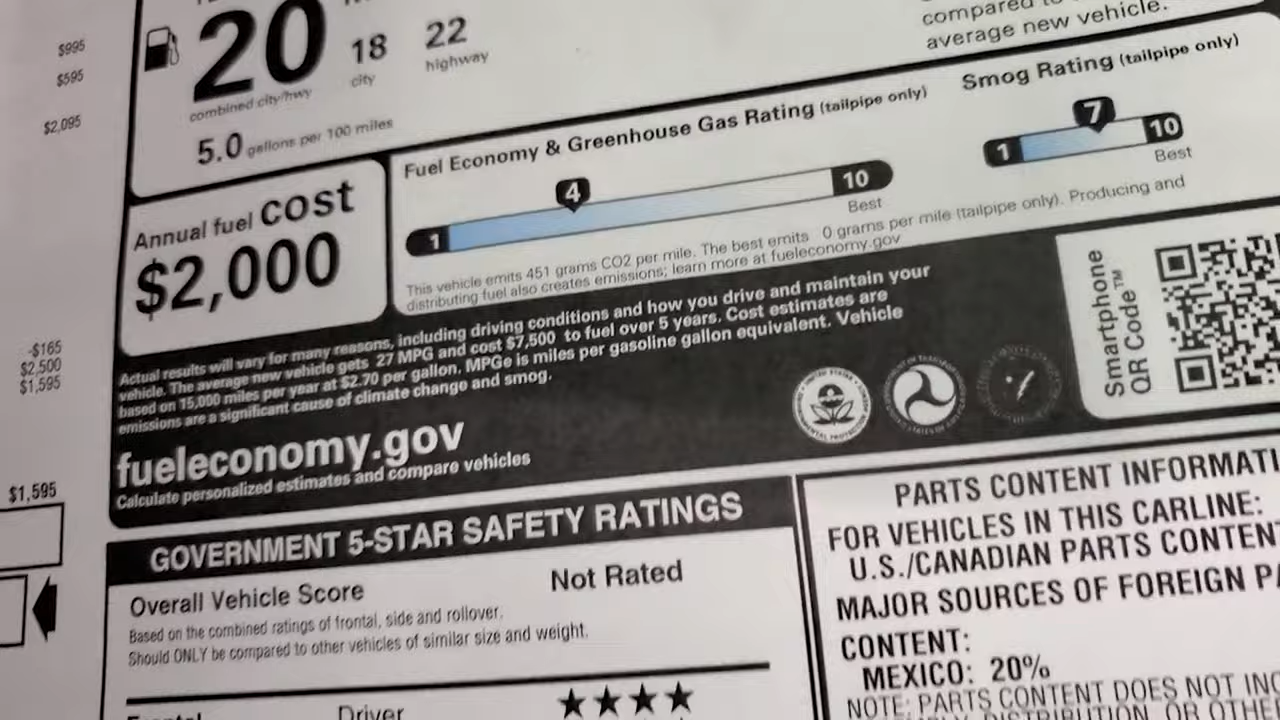 $995
$595
$2,095
-$165
$2,500
$1,595
$1,595
20
combined city/hwy
18
city
22
highway
5.0 gallons per 100 miles
compared to
average new vehicle.
Annual fuel cost
$2,000
Fuel Economy & Greenhouse Gas Rating (tailpipe only)
4
1
10
Best
Smog Rating (tailpipe only)
7
1
10
Best
This vehicle emits 451 grams CO2 per mile. The best emits 0 grams per mile (tailpipe only). Producing and
distributing fuel also creates emissions; learn more at fueleconomy.gov
Actual results will vary for many reasons, including driving conditions and how you drive and maintain your
vehicle. The average new vehicle gets 27 MPG and cost $7,500 to fuel over 5 years. Cost estimates are
based on 15,000 miles per year at $2.70 per gallon. MPGe is miles per gasoline gallon equivalent. Vehicle
emissions are a significant cause of climate change and smog.
fueleconomy.gov
Calculate personalized estimates and compare vehicles
Smartphone
QR Code™
GOVERNMENT 5-STAR SAFETY RATINGS
Overall Vehicle Score
Not Rated
Based on the combined ratings of frontal, side and rollover.
Should ONLY be compared to other vehicles of similar size and weight.
Frontal
Driver
★★★★
PARTS CONTENT INFORMATI
FOR VEHICLES IN THIS CARLINE:
U.S./CANADIAN PARTS CONTEN
MAJOR SOURCES OF FOREIGN PA
CONTENT:
MEXICO: 20%
NOTE: PARTS CONTENT DOES NOT INC
DISTRIBUTION, OR OTHE